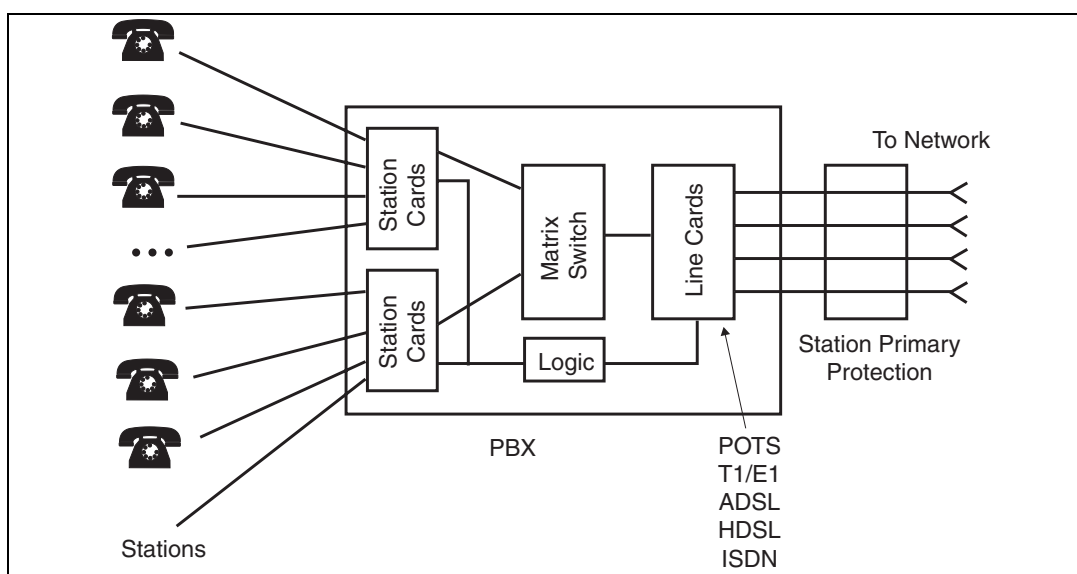 To Network
Station
Cards
Matrix
Switch
Line Cards
Station
Cards
Logic
Station Primary
Protection
PBX
POTS
T1/E1
ADSL
HDSL
ISDN
Stations